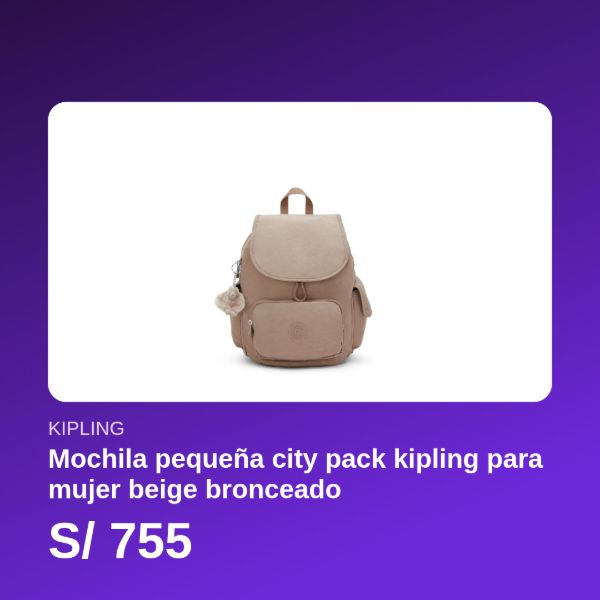 KIPLING
Mochila pequeña city pack kipling para
mujer beige bronceado
S/ 755